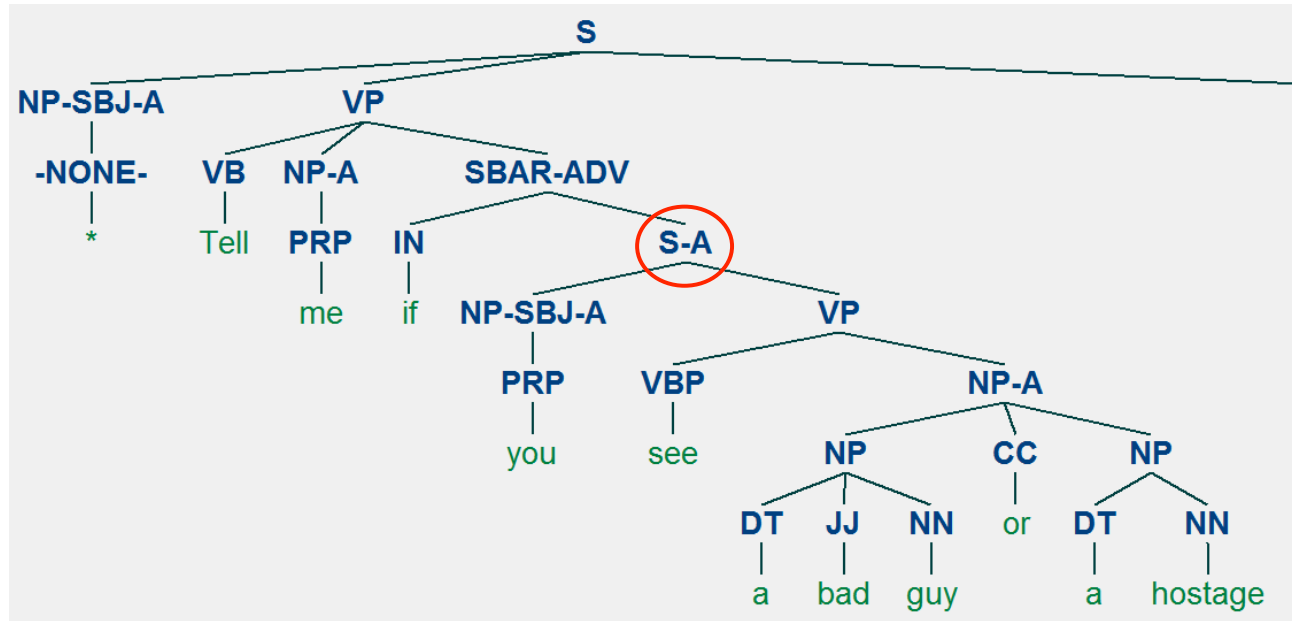 S
NP-SBJ-A VP
-NONE- VB NP-A SBAR-ADV
* Tell PRP IN S-A
me if NP-SBJ-A VP
PRP VBP NP-A
you see NP CC NP
DT JJ NN or DT NN
a bad guy a hostage